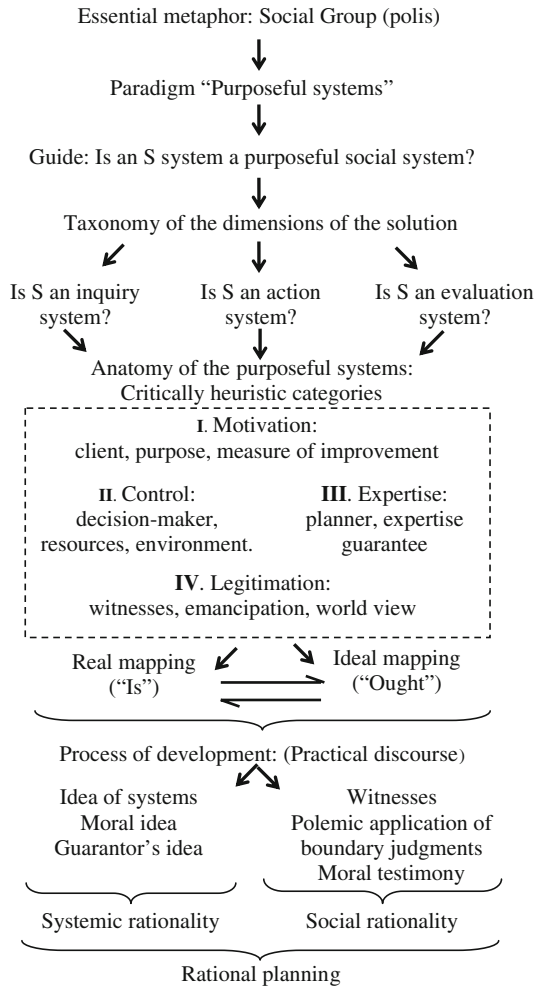 Essential metaphor: Social Group (polis)
Paradigm “Purposeful systems”
Guide: Is an S system a purposeful social system?
Taxonomy of the dimensions of the solution
Is S an inquiry
system?
Is S an action
system?
Is S an evaluation
system?
Anatomy of the purposeful systems:
Critically heuristic categories
I. Motivation:
client, purpose, measure of improvement
II. Control:
decision-maker,
resources, environment.
III. Expertise:
planner, expertise
guarantee
IV. Legitimation:
witnesses, emancipation, world view
Real mapping
(“Is”)
Ideal mapping
(“Ought”)
Process of development: (Practical discourse)
Idea of systems
Moral idea
Guarantor’s idea
Witnesses
Polemic application of
boundary judgments
Moral testimony
Systemic rationality
Social rationality
Rational planning